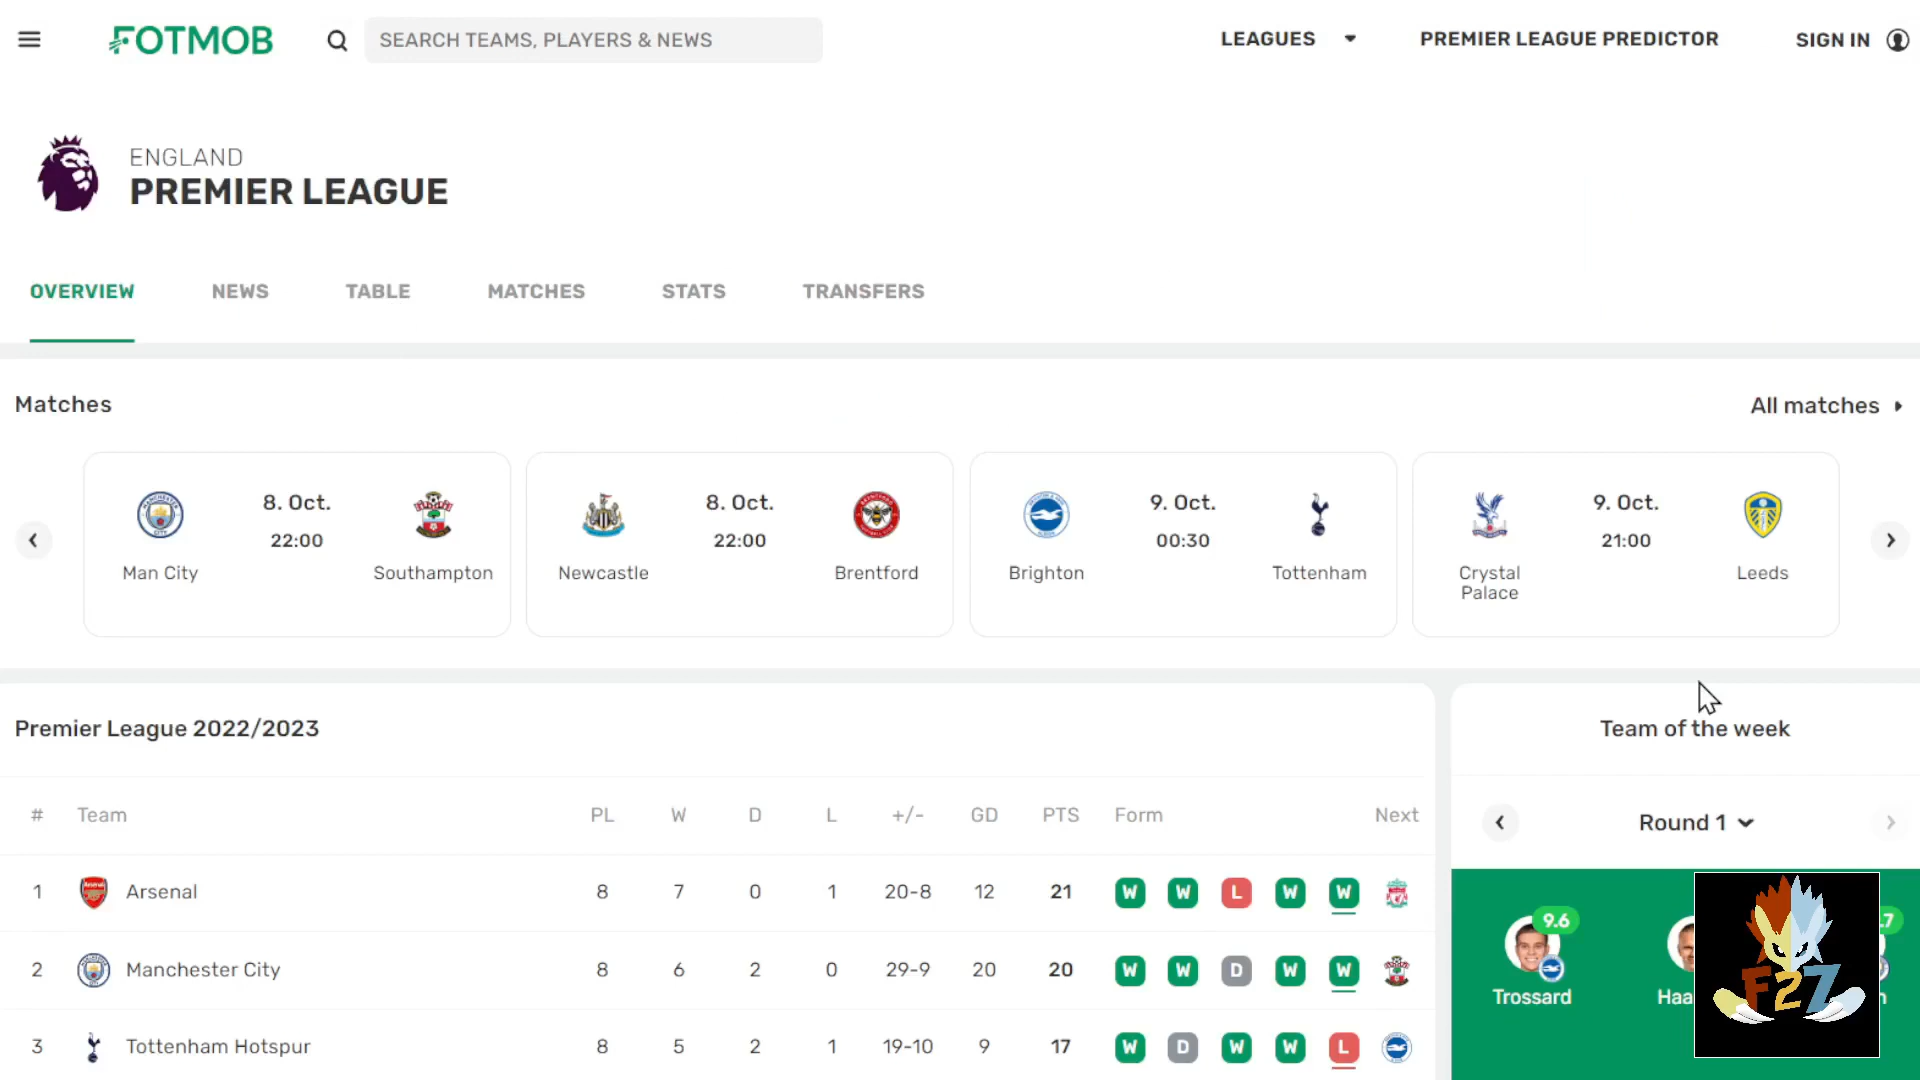 FOTMOB
SEARCH TEAMS, PLAYERS & NEWS
LEAGUES
PREMIER LEAGUE PREDICTOR
SIGN IN
ENGLAND
PREMIER LEAGUE
OVERVIEW NEWS TABLE MATCHES STATS TRANSFERS
Matches
All matches
8. Oct.
22:00
Man City
Southampton
8. Oct.
22:00
Newcastle
Brentford
9. Oct.
00:30
Brighton
Tottenham
9. Oct.
21:00
Crystal
Palace
Leeds
Premier League 2022/2023
# Team PL W D L +/- GD PTS Form Next
1 Arsenal 8 7 0 1 20-8 12 21 W W L W W
2 Manchester City 8 6 2 0 29-9 20 20 W W D W W
3 Tottenham Hotspur 8 5 2 1 19-10 9 17 W D W W L
Team of the week
Round 1
9.6
Trossard
F2Z